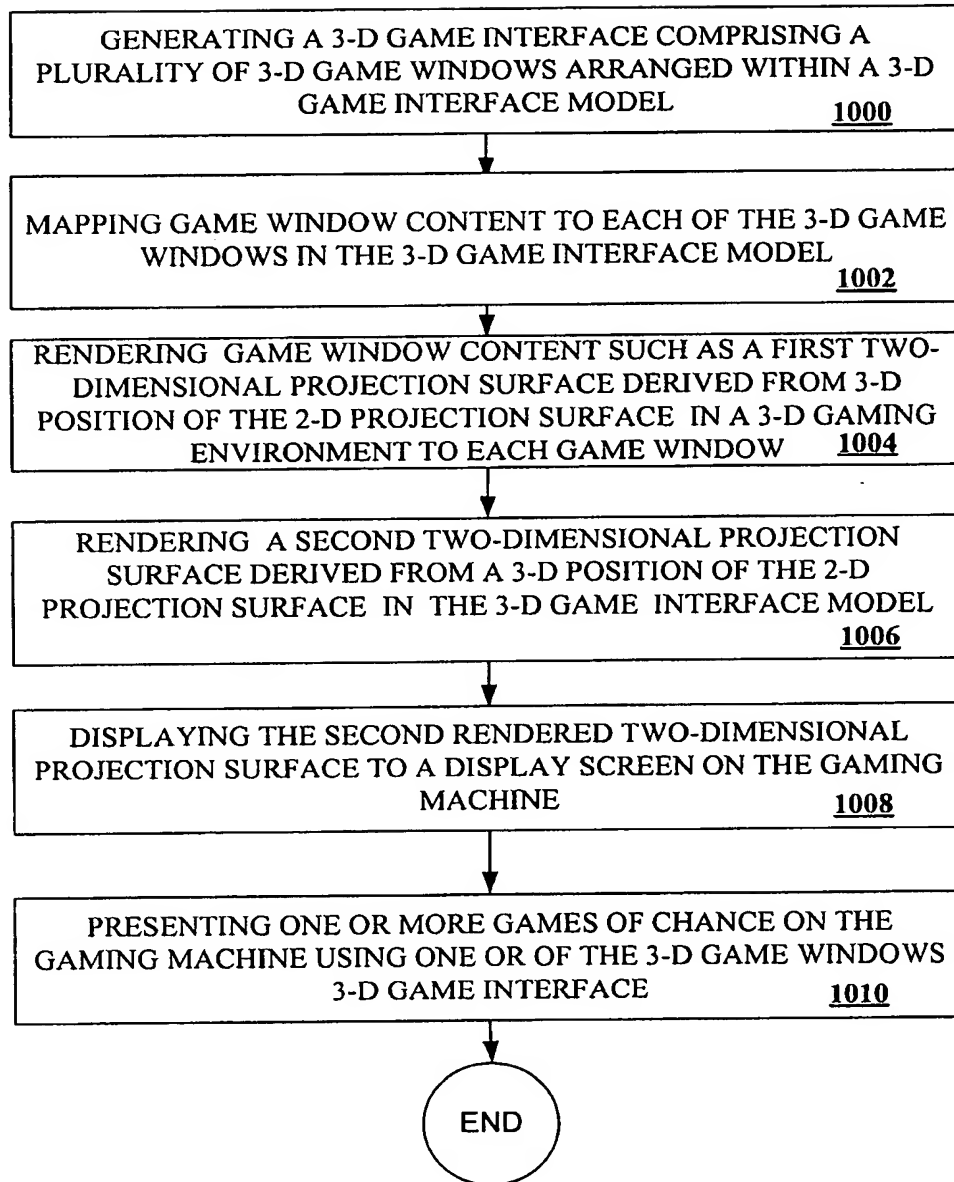 GENERATING A 3-D GAME INTERFACE COMPRISING A
PLURALITY OF 3-D GAME WINDOWS ARRANGED WITHIN A 3-D
GAME INTERFACE MODEL 1000
MAPPING GAME WINDOW CONTENT TO EACH OF THE 3-D GAME
WINDOWS IN THE 3-D GAME INTERFACE MODEL
1002
RENDERING GAME WINDOW CONTENT SUCH AS A FIRST TWO-
DIMENSIONAL PROJECTION SURFACE DERIVED FROM 3-D
POSITION OF THE 2-D PROJECTION SURFACE IN A 3-D GAMING
ENVIRONMENT TO EACH GAME WINDOW 1004
RENDERING A SECOND TWO-DIMENSIONAL PROJECTION
SURFACE DERIVED FROM A 3-D POSITION OF THE 2-D
PROJECTION SURFACE IN THE 3-D GAME INTERFACE MODEL
1006
DISPLAYING THE SECOND RENDERED TWO-DIMENSIONAL
PROJECTION SURFACE TO A DISPLAY SCREEN ON THE GAMING
MACHINE 1008
PRESENTING ONE OR MORE GAMES OF CHANCE ON THE
GAMING MACHINE USING ONE OR OF THE 3-D GAME WINDOWS
3-D GAME INTERFACE 1010
END